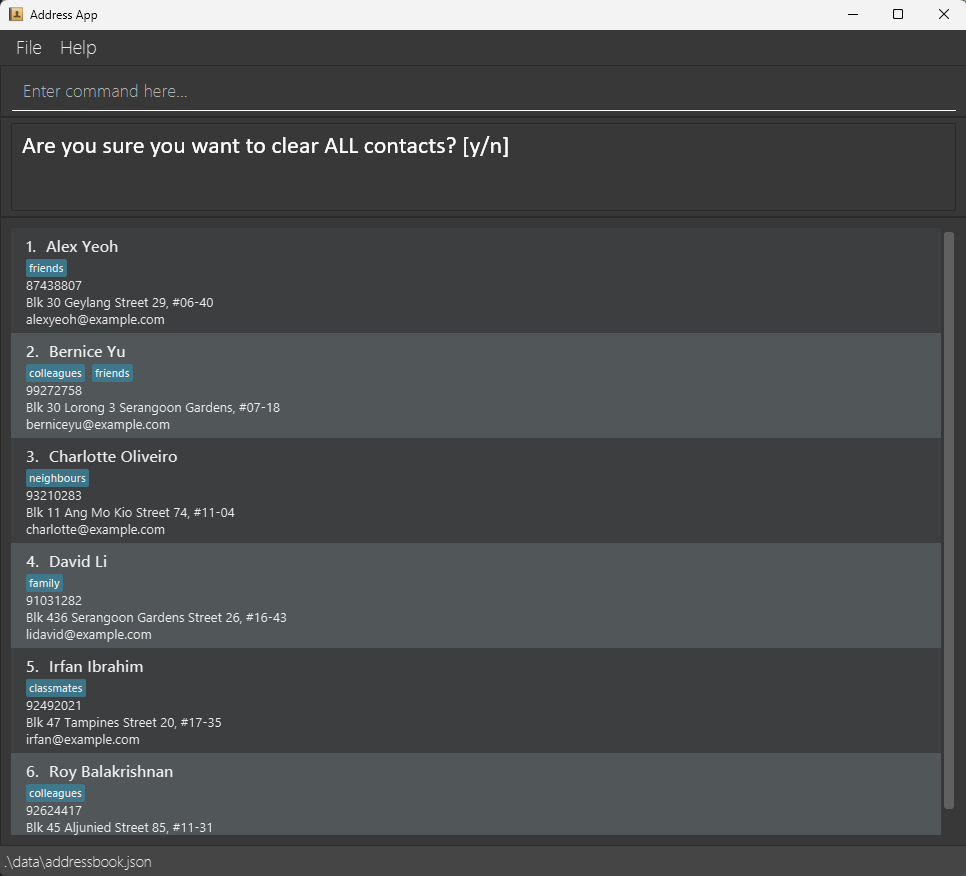 Address App
File Help
Enter command here...
Are you sure you want to clear ALL contacts? [y/n]
1. Alex Yeoh
friends
87438807
Blk 30 Geylang Street 29, #06-40
alexyeoh@example.com
2. Bernice Yu
colleagues friends
99272758
Blk 30 Lorong 3 Serangoon Gardens, #07-18
berniceyu@example.com
3. Charlotte Oliveiro
neighbours
93210283
Blk 11 Ang Mo Kio Street 74, #11-04
charlotte@example.com
4. David Li
family
91031282
Blk 436 Serangoon Gardens Street 26, #16-43
lidavid@example.com
5. Irfan Ibrahim
classmates
92492021
Blk 47 Tampines Street 20, #17-35
irfan@example.com
6. Roy Balakrishnan
colleagues
92624417
Blk 45 Aljunied Street 85, #11-31
.\data\addressbook.json